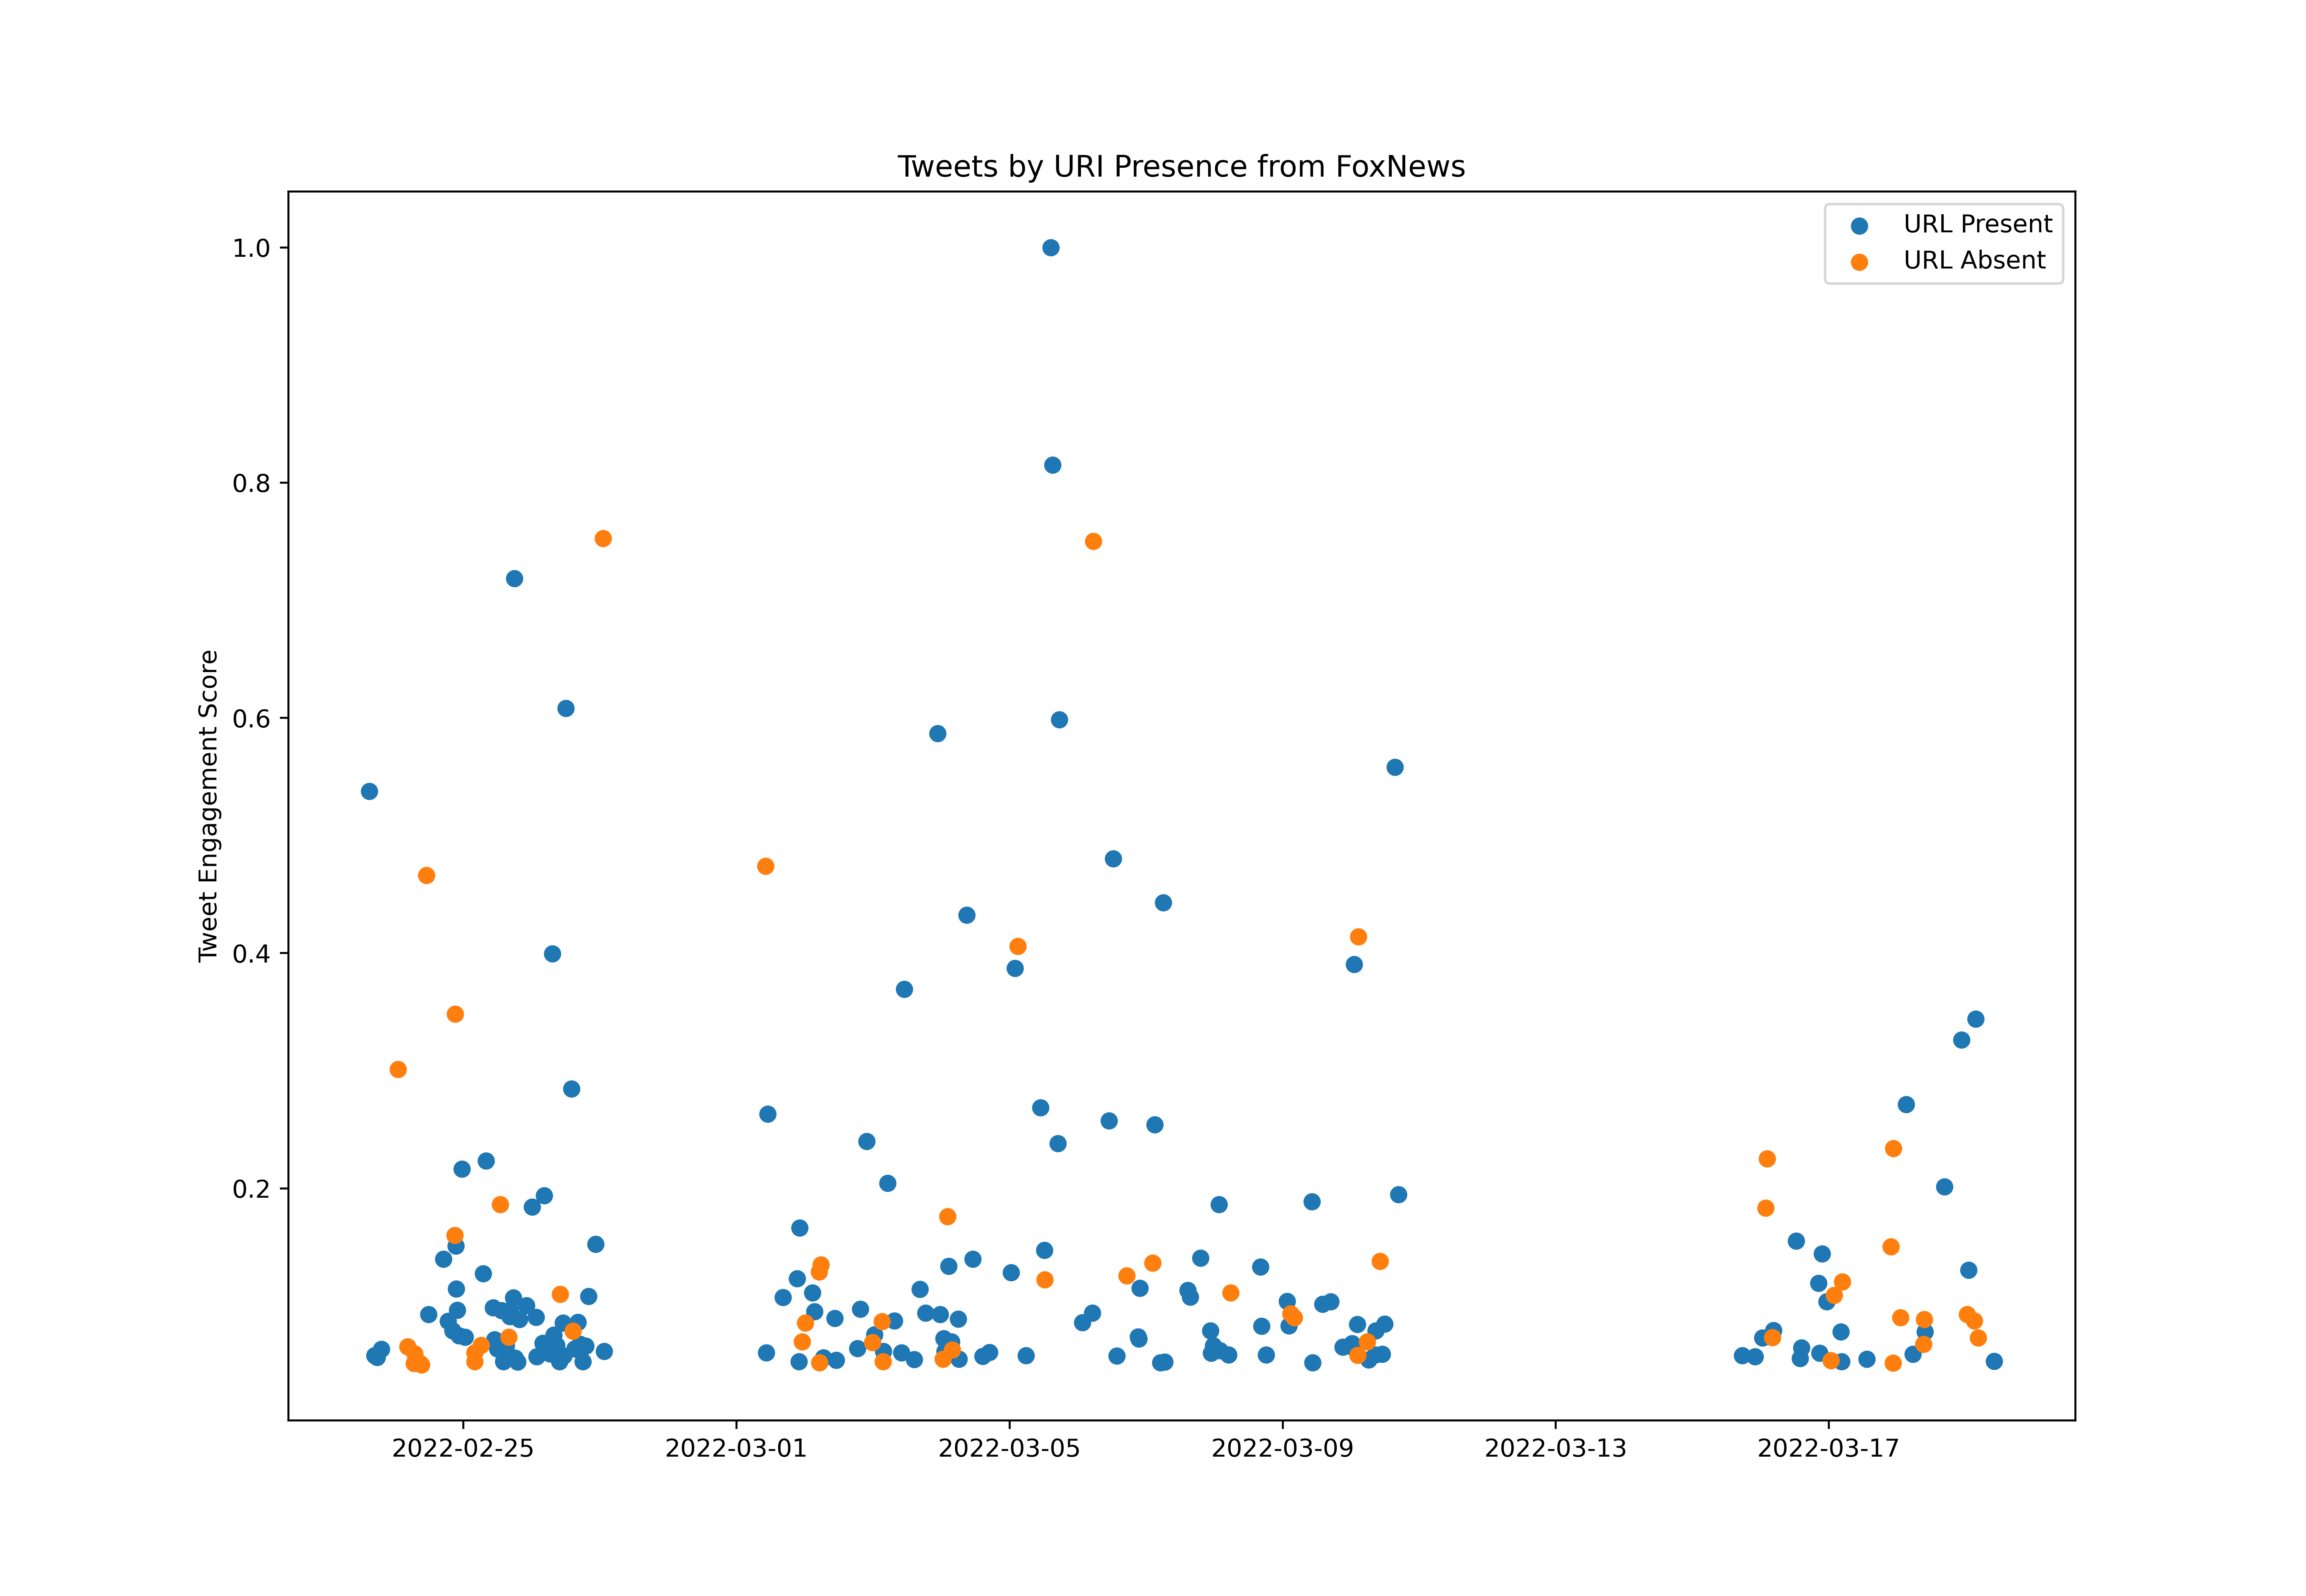 Tweets by URI Presence from FoxNews
URL Present
URL Absent
Tweet Engagement Score
1.0
0.8
0.6
0.4
0.2
2022-02-25
2022-03-01
2022-03-05
2022-03-09
2022-03-13
2022-03-17